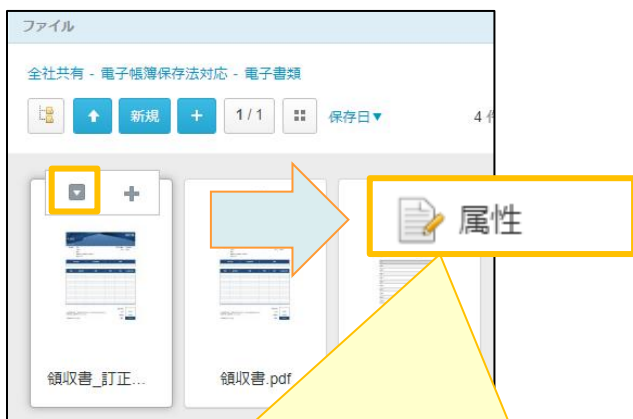 ファイル
全社共有 - 電子帳簿保存法対応 - 電子書類
新規
1 / 1
保存日▼
4
属性
領収書_訂正...
領収書.pdf